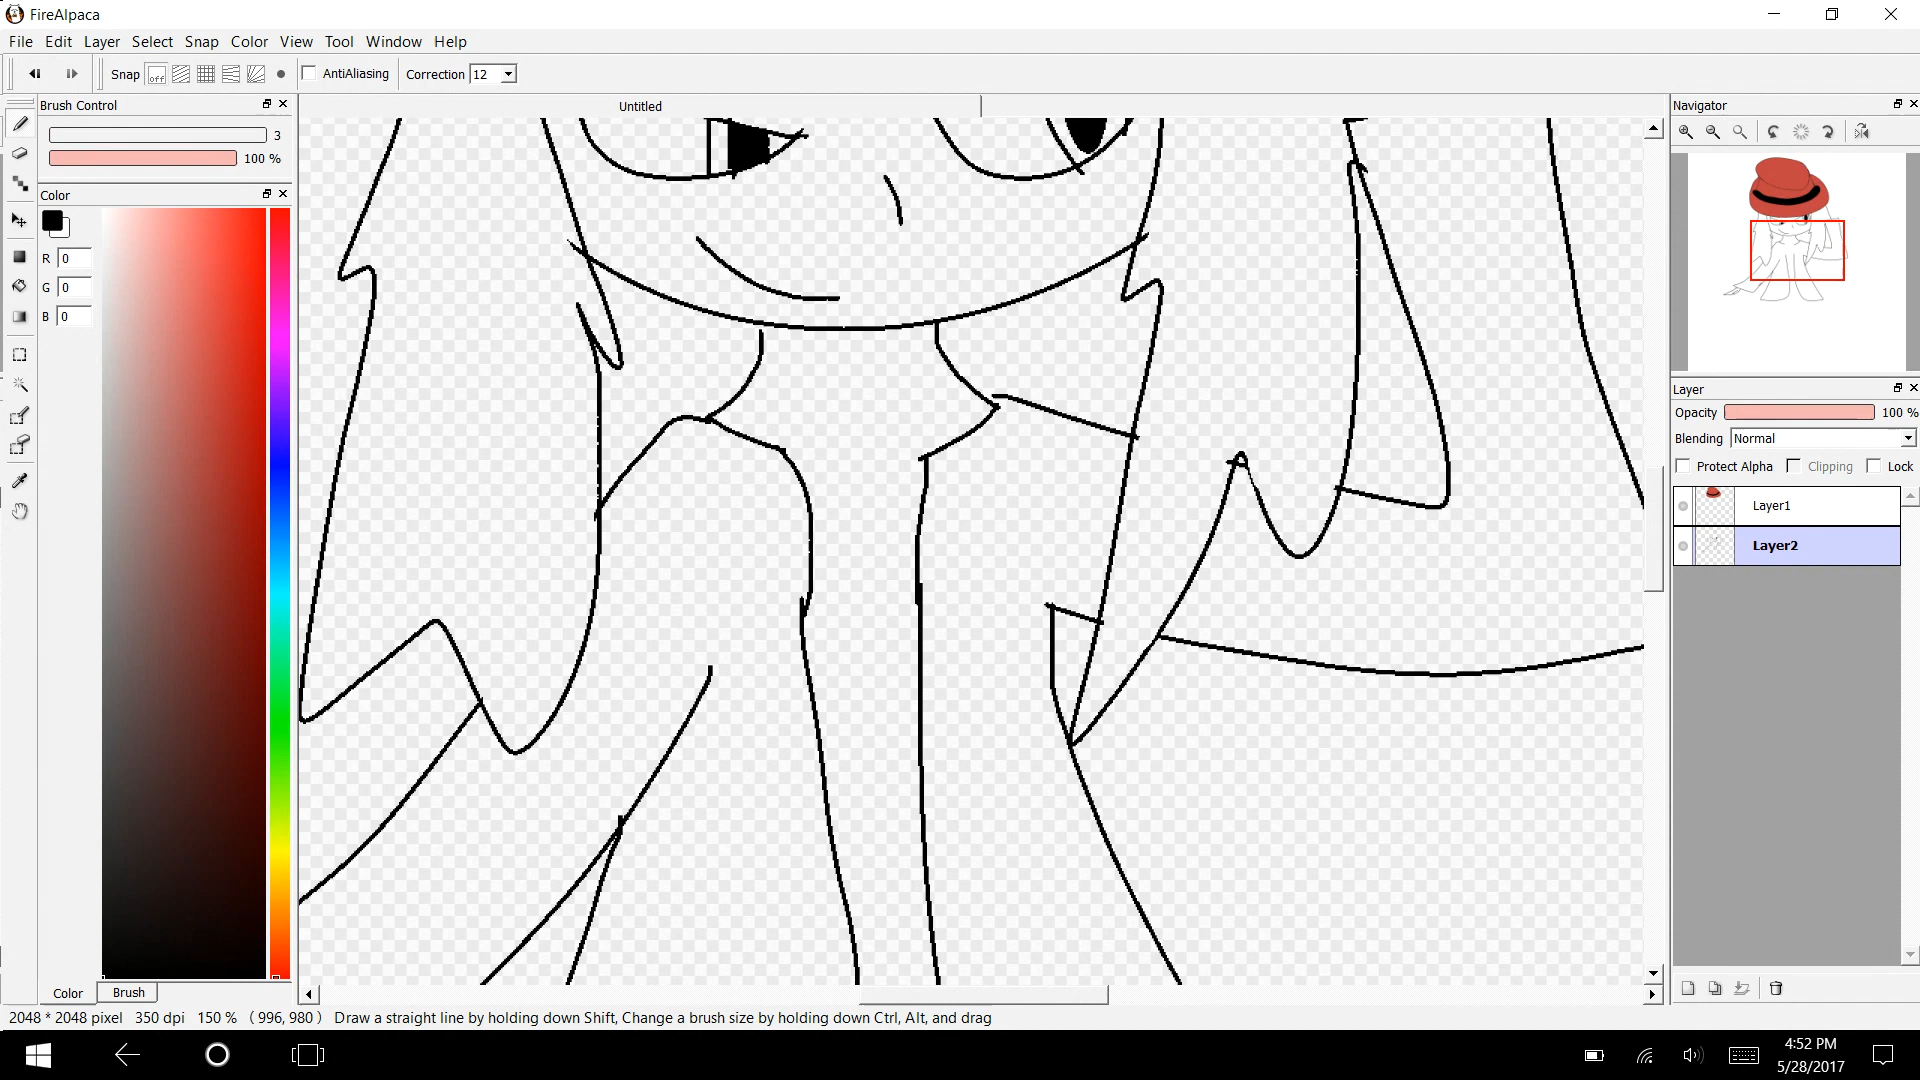 FireAlpaca
File Edit Layer Select Snap Color View Tool Window Help
Snap off AntiAliasing Correction 12
Brush Control
3
100 %
Color
R 0
G 0
B 0
Color Brush
Untitled
Navigator
Layer
Opacity 100 %
Blending Normal
Protect Alpha Clipping Lock
Layer1
Layer2
2048 * 2048 pixel 350 dpi 150 % ( 996, 980 ) Draw a straight line by holding down Shift, Change a brush size by holding down Ctrl, Alt, and drag
4:52 PM
5/28/2017